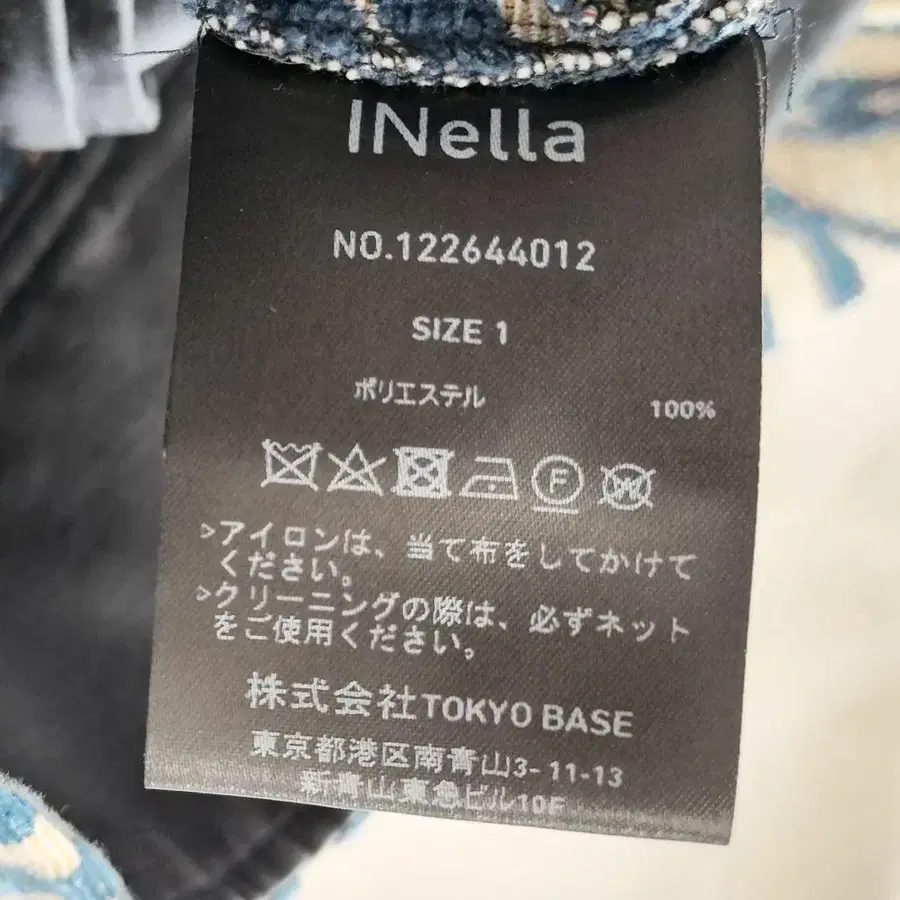 INella
NO.122644012
SIZE 1
ポリエステル 100%
F W
>アイロンは、当て布をしてかけて
ください。
>クリーニングの際は、必ずネット
をご使用ください。
株式会社TOKYO BASE
東京都港区南青山3-11-13
新青山東急ビル10F